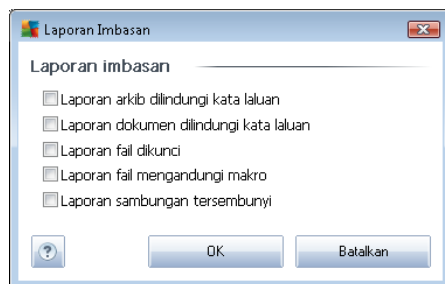 Laporan Imbasan
Laporan imbasan
Laporan arkib dilindungi kata laluan
Laporan dokumen dilindungi kata laluan
Laporan fail dikunci
Laporan fail mengandungi makro
Laporan sambungan tersembunyi
? OK Batalkan